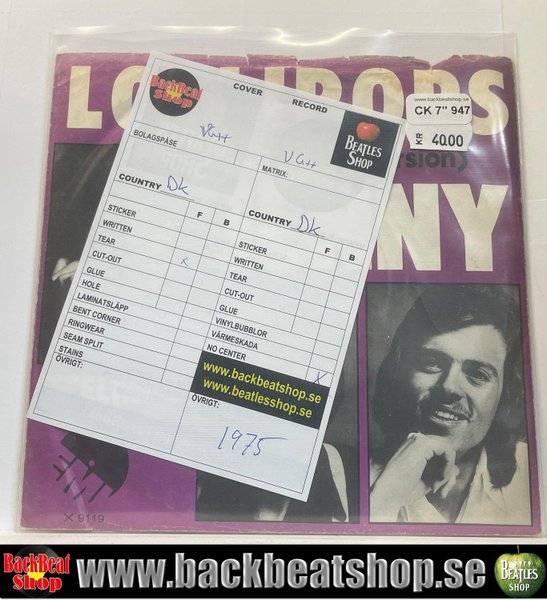 LOLLIPOPS
www.backbeatshop.se
CK 7" 947
KR 40.00
rsion)
NNY
BackBeat
Shop
COVER
RECORD
BEATLES
SHOP
BOLAGSPÅSE
VG++
MATRIX:
VG++
COUNTRY DK
COUNTRY DK
F B
STICKER
WRITTEN
TEAR x
CUT-OUT
GLUE
HOLE
LAMINATSLÄPP
BENT CORNER
RINGWEAR
SEAM SPLIT
STAINS
ÖVRIGT:
F B
STICKER
WRITTEN
TEAR
CUT-OUT
GLUE
VINYLBUBBLOR
VÄRMESKADA
NO CENTER X
www.backbeatshop.se
www.beatlesshop.se
ÖVRIGT:
1975
X 9119
BackBeat
Shop
www.backbeatshop.se
BEATLES
SHOP